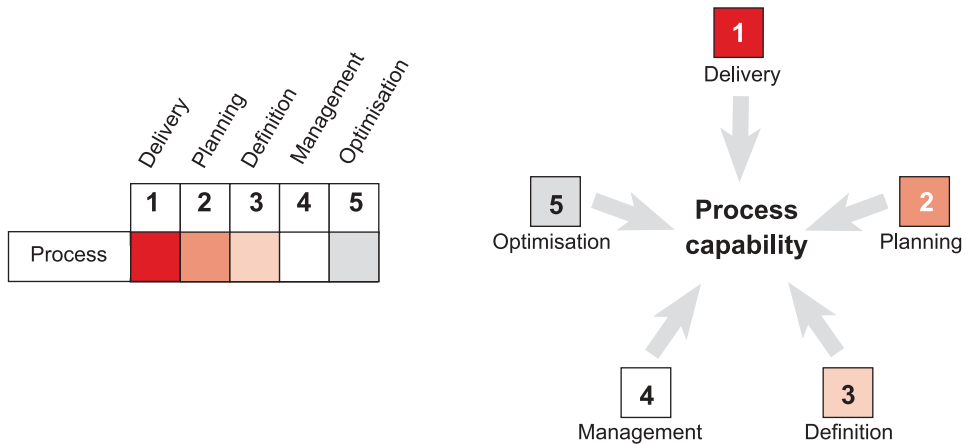 Delivery
Planning
Definition
Management
Optimisation
1 2 3 4 5
Process
1
Delivery
5
Optimisation
Process
capability
2
Planning
4
Management
3
Definition